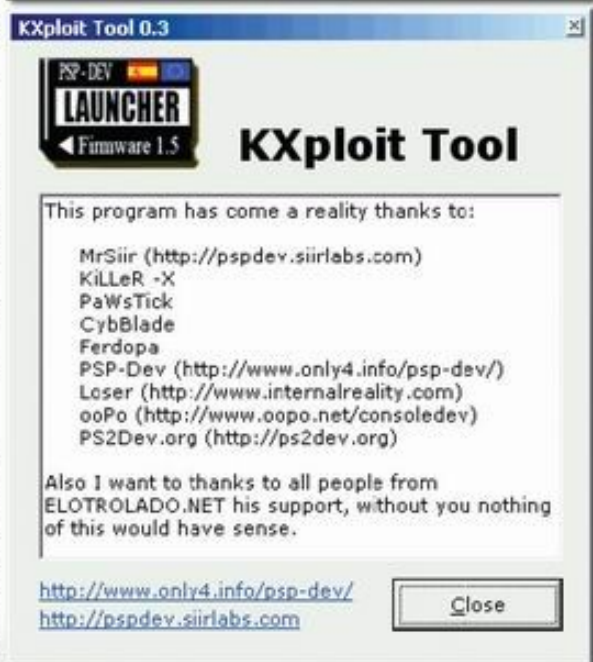 KXploit Tool 0.3
PSP-DEV
LAUNCHER
Firmware 1.5
KXploit Tool
This program has come a reality thanks to:
MrSiir (http://pspdev.siirlabs.com)
KiLLeR -X
PaWsTick
CybBlade
Ferdopa
PSP-Dev (http://www.only4.info/psp-dev/)
Loser (http://www.internalreality.com)
ooPo (http://www.oopo.net/consoledev)
PS2Dev.org (http://ps2dev.org)
Also I want to thanks to all people from
ELOTROLADO.NET his support, without you nothing
of this would have sense.
http://www.only4.info/psp-dev/
http://pspdev.siirlabs.com
Close